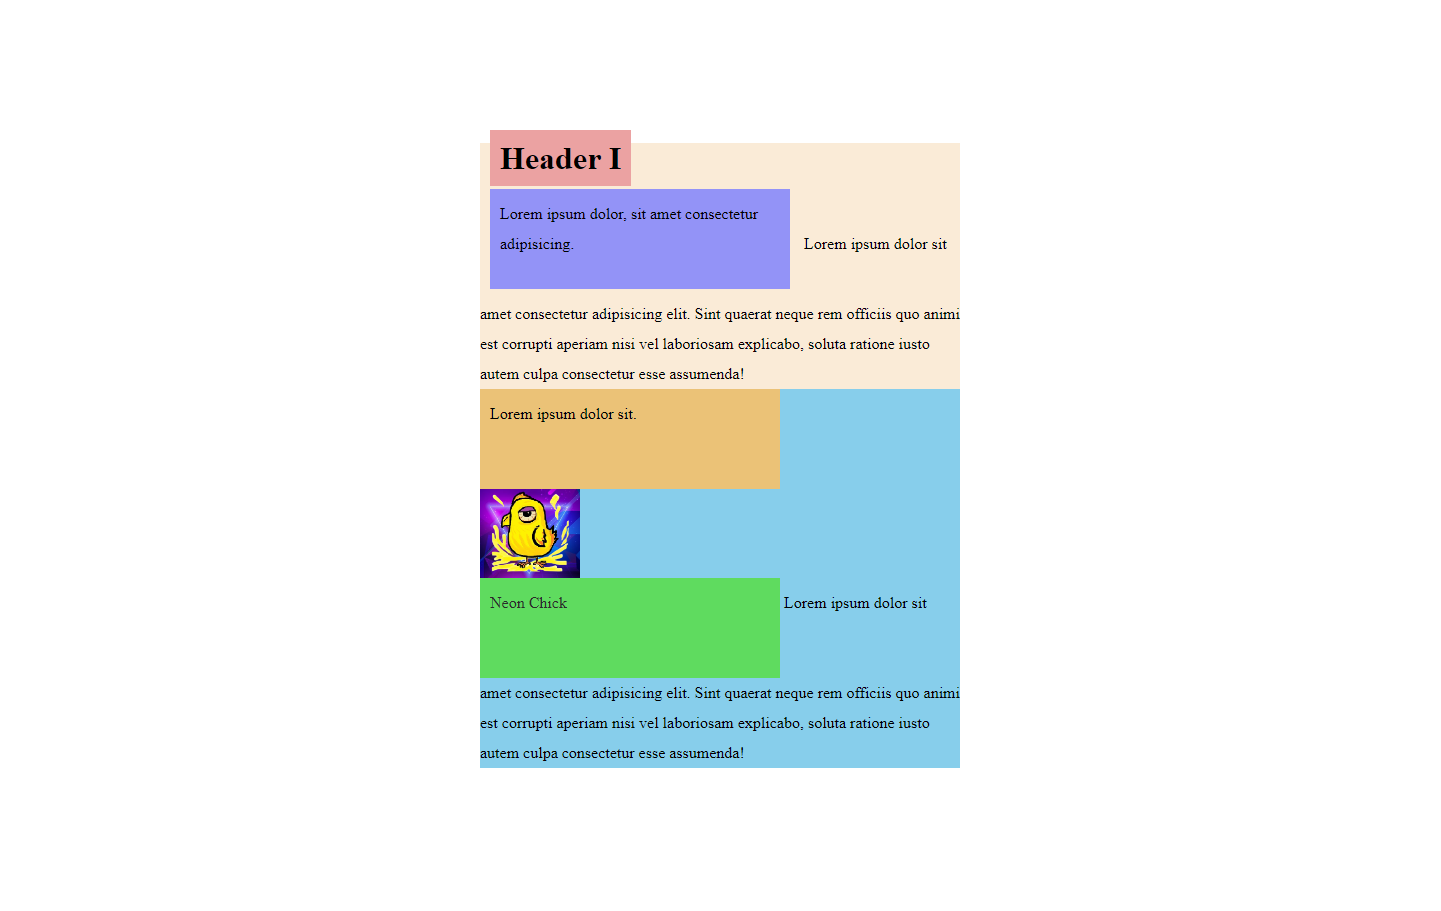 Header I
Lorem ipsum dolor, sit amet consectetur
adipisicing.
Lorem ipsum dolor sit
amet consectetur adipisicing elit. Sint quaerat neque rem officiis quo animi
est corrupti aperiam nisi vel laboriosam explicabo, soluta ratione iusto
autem culpa consectetur esse assumenda!
Lorem ipsum dolor sit.
Neon Chick
Lorem ipsum dolor sit
amet consectetur adipisicing elit. Sint quaerat neque rem officiis quo animi
est corrupti aperiam nisi vel laboriosam explicabo, soluta ratione iusto
autem culpa consectetur esse assumenda!